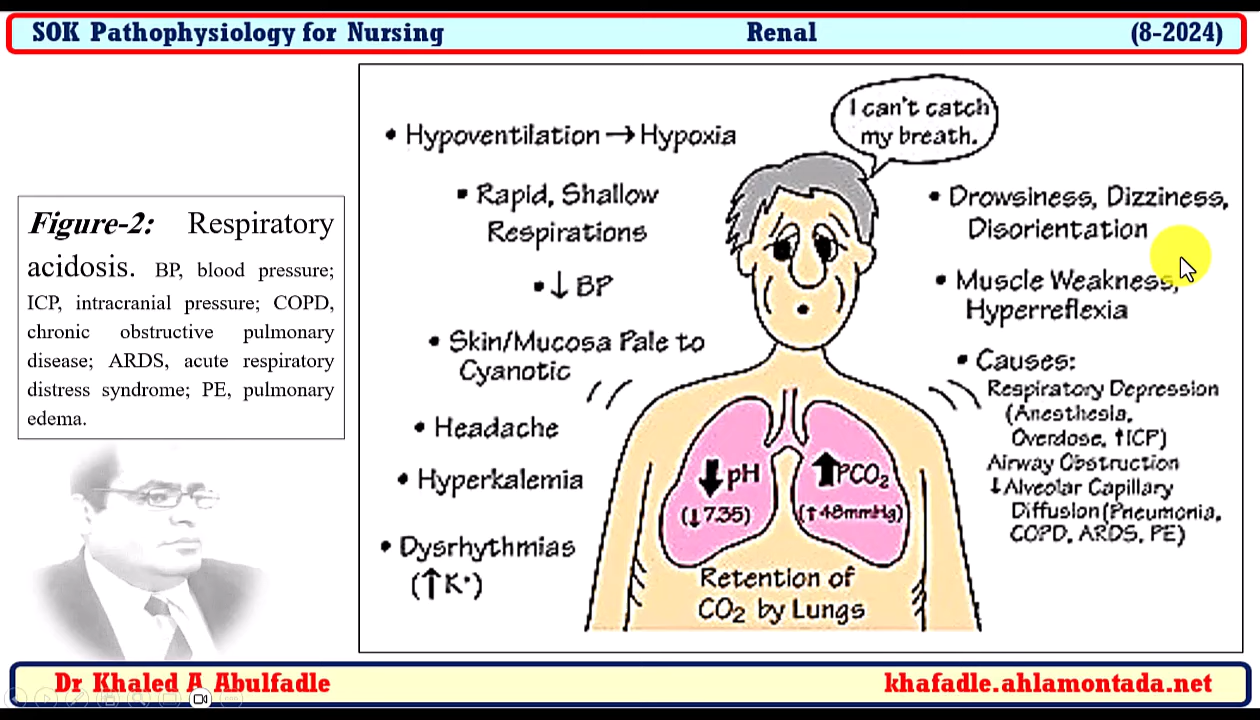 SOK Pathophysiology for Nursing Renal (8-2024)
Figure-2: Respiratory
acidosis. BP, blood pressure;
ICP, intracranial pressure; COPD,
chronic obstructive pulmonary
disease; ARDS, acute respiratory
distress syndrome; PE, pulmonary
edema.
I can't catch
my breath.
• Hypoventilation → Hypoxia
▪ Rapid, Shallow
Respirations
• ↓ BP
• Skin/Mucosa Pale to
Cyanotic
• Headache
• Hyperkalemia
• Dysrhythmias
(↑K⁺)
↓pH
(↓7.35)
↑PCO₂
(↑48mmHg)
Retention of
CO₂ by Lungs
• Drowsiness, Dizziness,
Disorientation
• Muscle Weakness,
Hyperreflexia
• Causes:
Respiratory Depression
(Anesthesia,
Overdose, ↑ICP)
Airway Obstruction
↓Alveolar Capillary
Diffusion (Pneumonia,
COPD, ARDS, PE)
Dr Khaled A Abulfadle khafadle.ahlamontada.net